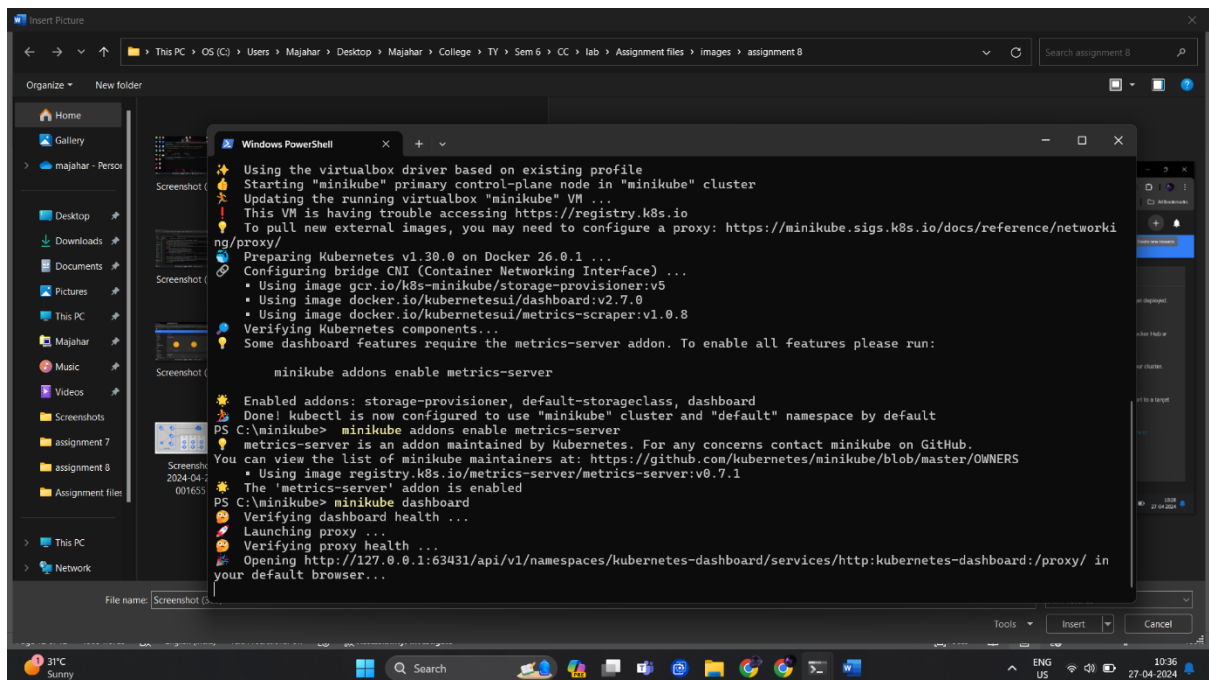 Insert Picture
This PC › OS (C:) › Users › Majahar › Desktop › Majahar › College › TY › Sem 6 › CC › lab › Assignment files › images › assignment 8
Search assignment 8
Organize
New folder
Home
Gallery
majahar - Person
Desktop
Downloads
Documents
Pictures
This PC
Majahar
Music
Videos
Screenshots
assignment 7
assignment 8
Assignment files
This PC
Network
Screenshot (
Screenshot (
Screenshot (
Screensho
2024-04-2
001655
Windows PowerShell
Using the virtualbox driver based on existing profile
Starting "minikube" primary control-plane node in "minikube" cluster
Updating the running virtualbox "minikube" VM ...
This VM is having trouble accessing https://registry.k8s.io
To pull new external images, you may need to configure a proxy: https://minikube.sigs.k8s.io/docs/reference/networki
ng/proxy/
Preparing Kubernetes v1.30.0 on Docker 26.0.1 ...
Configuring bridge CNI (Container Networking Interface) ...
▪ Using image gcr.io/k8s-minikube/storage-provisioner:v5
▪ Using image docker.io/kubernetesui/dashboard:v2.7.0
▪ Using image docker.io/kubernetesui/metrics-scraper:v1.0.8
Verifying Kubernetes components...
Some dashboard features require the metrics-server addon. To enable all features please run:
minikube addons enable metrics-server
Enabled addons: storage-provisioner, default-storageclass, dashboard
Done! kubectl is now configured to use "minikube" cluster and "default" namespace by default
PS C:\minikube>  minikube addons enable metrics-server
metrics-server is an addon maintained by Kubernetes. For any concerns contact minikube on GitHub.
You can view the list of minikube maintainers at: https://github.com/kubernetes/minikube/blob/master/OWNERS
▪ Using image registry.k8s.io/metrics-server/metrics-server:v0.7.1
The 'metrics-server' addon is enabled
PS C:\minikube> minikube dashboard
Verifying dashboard health ...
Launching proxy ...
Verifying proxy health ...
Opening http://127.0.0.1:63431/api/v1/namespaces/kubernetes-dashboard/services/http:kubernetes-dashboard:/proxy/ in
your default browser...
File name:
Screenshot (3
Tools
Insert
Cancel
31°C
Sunny
Search
ENG
US
10:36
27-04-2024